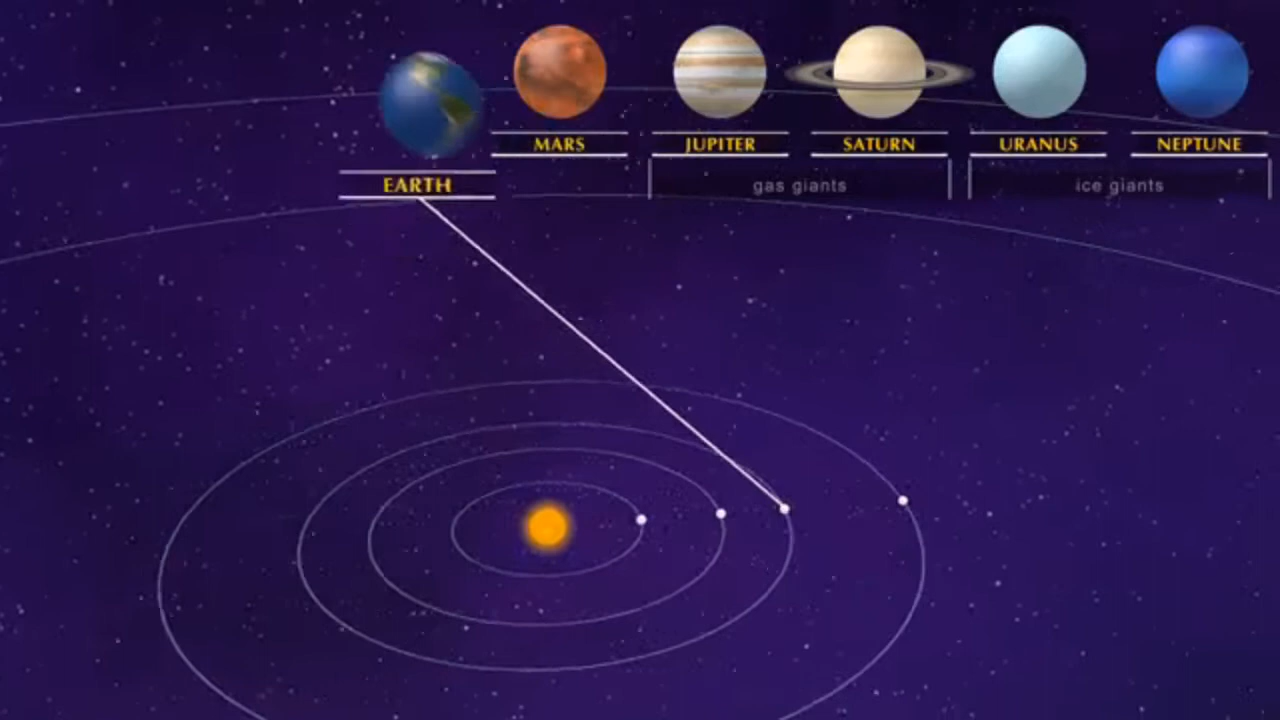 MARS
JUPITER
SATURN
URANUS
NEPTUNE
EARTH
gas giants
ice giants